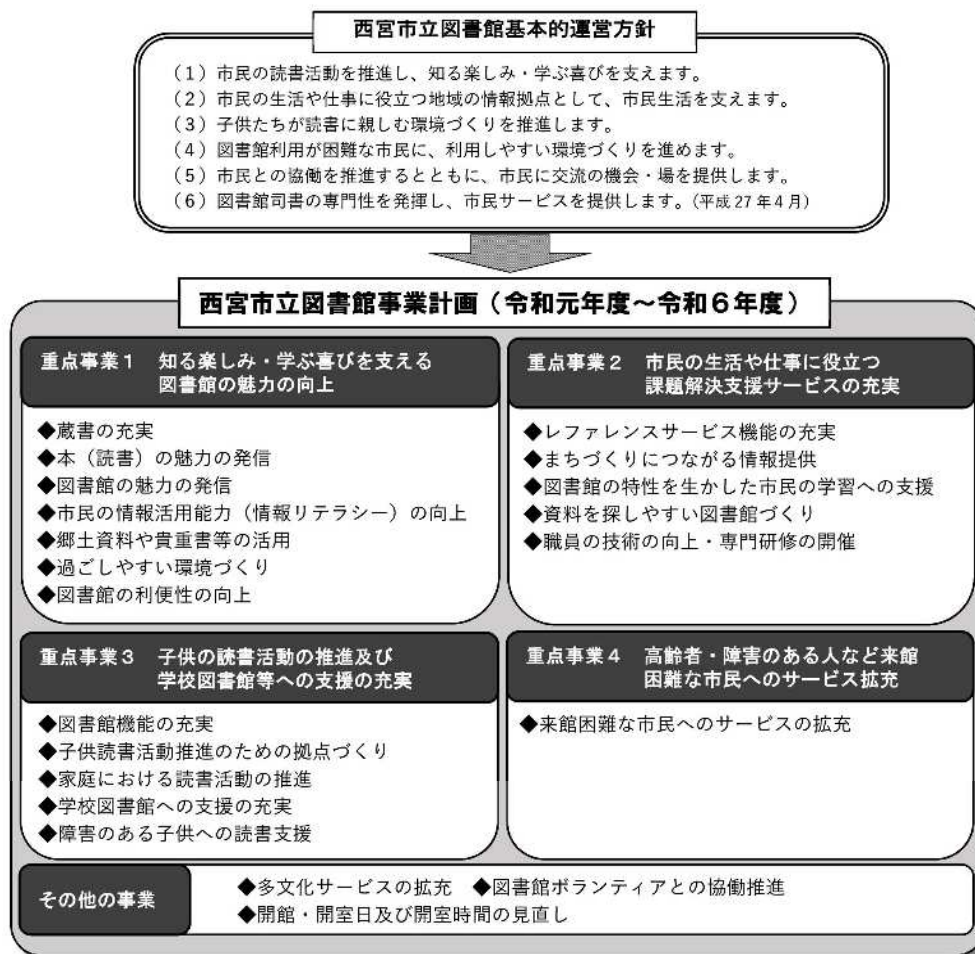 西宮市立図書館基本的運営方針
（1）市民の読書活動を推進し、知る楽しみ・学ぶ喜びを支えます。
（2）市民の生活や仕事に役立つ地域の情報拠点として、市民生活を支えます。
（3）子供たちが読書に親しむ環境づくりを推進します。
（4）図書館利用が困難な市民に、利用しやすい環境づくりを進めます。
（5）市民との協働を推進するとともに、市民に交流の機会・場を提供します。
（6）図書館司書の専門性を発揮し、市民サービスを提供します。（平成27年4月）
西宮市立図書館事業計画（令和元年度～令和6年度）
重点事業1　知る楽しみ・学ぶ喜びを支える
図書館の魅力の向上
◆蔵書の充実
◆本（読書）の魅力の発信
◆図書館の魅力の発信
◆市民の情報活用能力（情報リテラシー）の向上
◆郷土資料や貴重書等の活用
◆過ごしやすい環境づくり
◆図書館の利便性の向上
重点事業2　市民の生活や仕事に役立つ
課題解決支援サービスの充実
◆レファレンスサービス機能の充実
◆まちづくりにつながる情報提供
◆図書館の特性を生かした市民の学習への支援
◆資料を探しやすい図書館づくり
◆職員の技術の向上・専門研修の開催
重点事業3　子供の読書活動の推進及び
学校図書館等への支援の充実
◆図書館機能の充実
◆子供読書活動推進のための拠点づくり
◆家庭における読書活動の推進
◆学校図書館への支援の充実
◆障害のある子供への読書支援
重点事業4　高齢者・障害のある人など来館
困難な市民へのサービス拡充
◆来館困難な市民へのサービスの拡充
その他の事業
◆多文化サービスの拡充　◆図書館ボランティアとの協働推進
◆開館・開室日及び開室時間の見直し